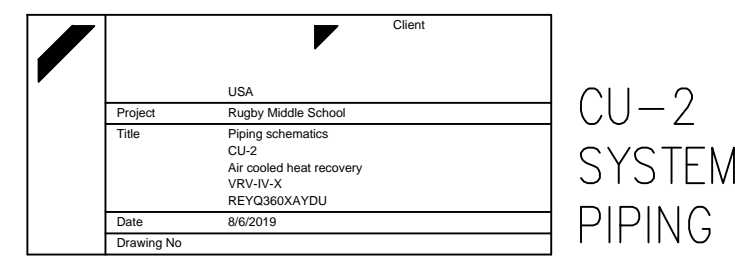 Client
USA
Project Rugby Middle School
Title Piping schematics
CU-2
Air cooled heat recovery
VRV-IV-X
REYQ360XAYDU
Date 8/6/2019
Drawing No
CU-2
SYSTEM
PIPING